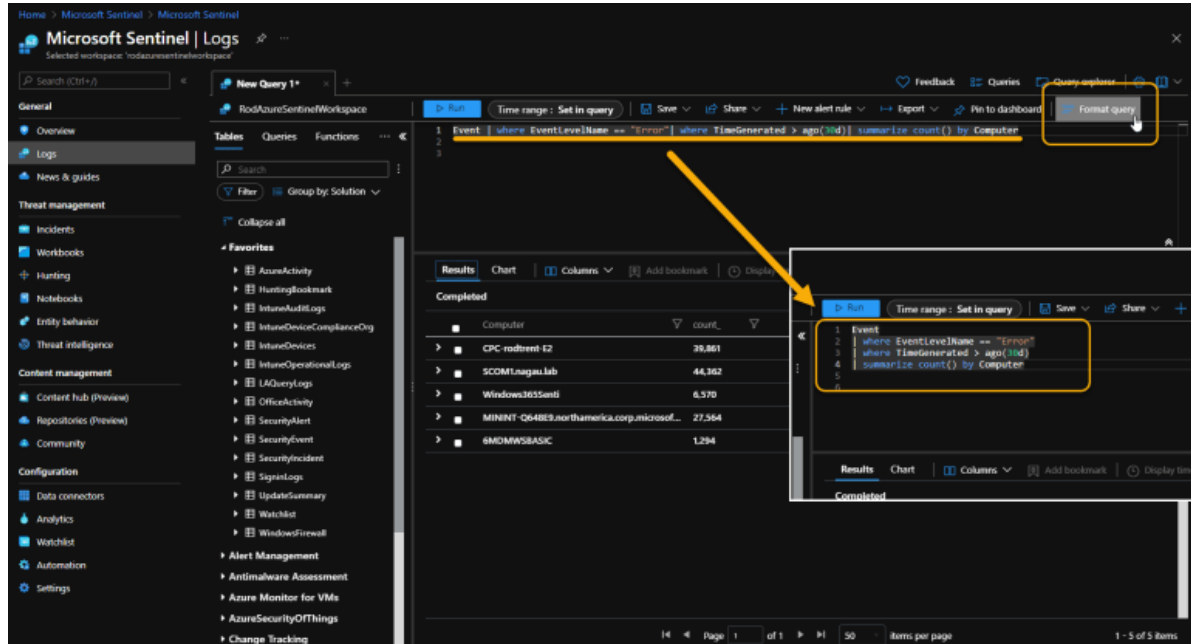 Home > Microsoft Sentinel > Microsoft Sentinel
Microsoft Sentinel | Logs
Selected workspace: 'rodazuresentinelworkspace'
Search (Ctrl+/)
General
Overview
Logs
News & guides
Threat management
Incidents
Workbooks
Hunting
Notebooks
Entity behavior
Threat intelligence
Content management
Content hub (Preview)
Repositories (Preview)
Community
Configuration
Data connectors
Analytics
Watchlist
Automation
Settings
New Query 1*
Feedback Queries Query explorer
RodAzureSentinelWorkspace
Run Time range : Set in query Save Share New alert rule Export Pin to dashboard Format query
Tables Queries Functions
Search
Filter Group by: Solution
Collapse all
Favorites
AzureActivity
HuntingBookmark
IntuneAuditLogs
IntuneDeviceComplianceOrg
IntuneDevices
IntuneOperationalLogs
LAQueryLogs
OfficeActivity
SecurityAlert
SecurityEvent
SecurityIncident
SigninLogs
UpdateSummary
Watchlist
WindowsFirewall
Alert Management
Antimalware Assessment
Azure Monitor for VMs
AzureSecurityOfThings
Change Tracking
1 Event | where EventLevelName == "Error"| where TimeGenerated > ago(30d)| summarize count() by Computer
2
3
Results Chart Columns Add bookmark Display
Completed
Computer count_
CPC-rodtrent-E2 39,861
SCOM1.nagau.lab 44,362
Windows365Senti 6,570
MININT-Q648E9.northamerica.corp.microsof... 27,564
6MDMWSBASIC 1,294
Page 1 of 1 50 items per page 1 - 5 of 5 items
Run Time range : Set in query Save Share
1 Event
2 | where EventLevelName == "Error"
3 | where TimeGenerated > ago(30d)
4 | summarize count() by Computer
5
6
Results Chart Columns Add bookmark Display time
Completed